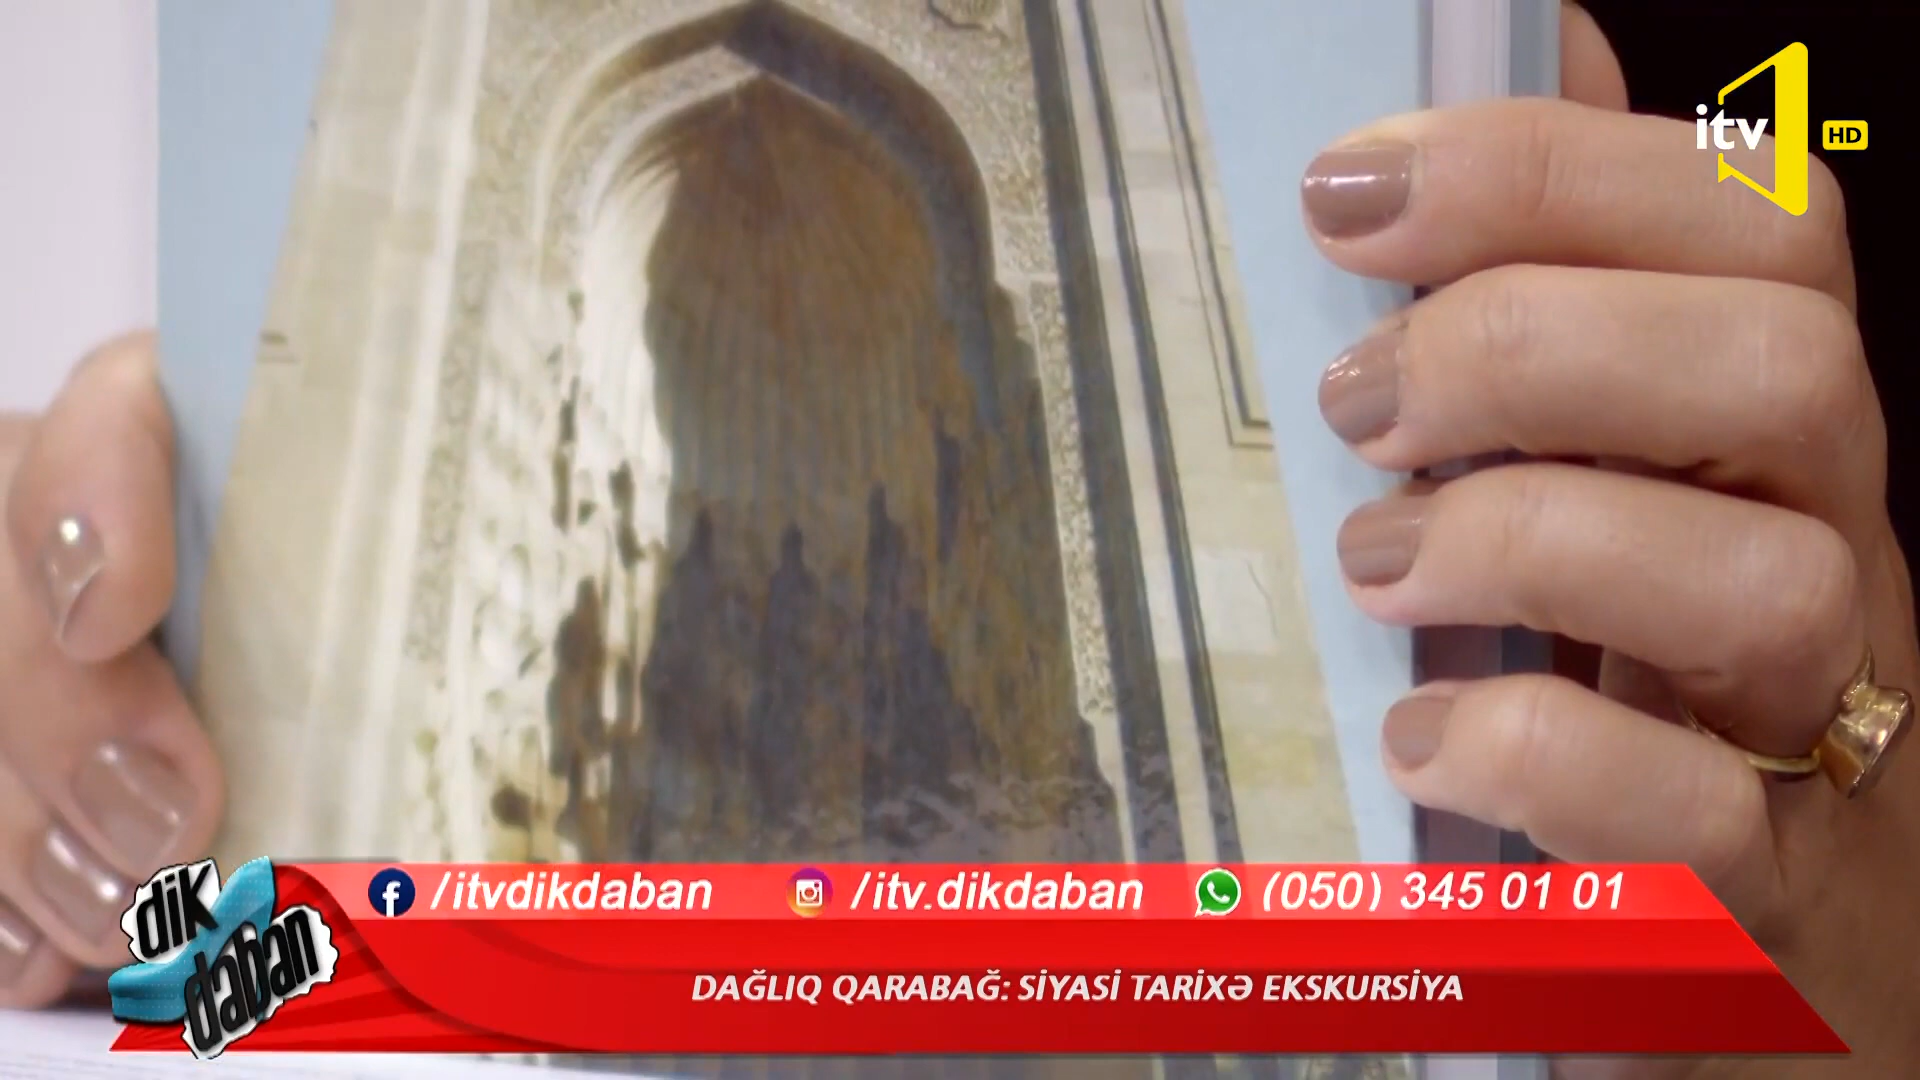 itv
HD
/itvdikdaban /itv.dikdaban (050) 345 01 01
dik
daban
DAĞLIQ QARABAĞ: SİYASİ TARİXƏ EKSKURSİYA